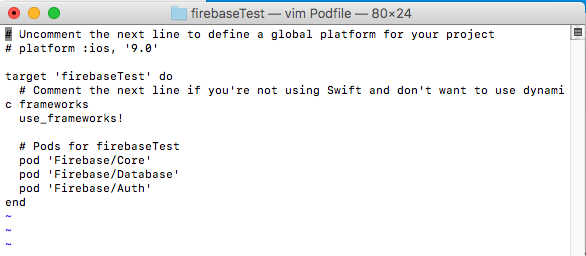 firebaseTest — vim Podfile — 80×24
# Uncomment the next line to define a global platform for your project
# platform :ios, '9.0'
target 'firebaseTest' do
# Comment the next line if you're not using Swift and don't want to use dynami
c frameworks
use_frameworks!
# Pods for firebaseTest
pod 'Firebase/Core'
pod 'Firebase/Database'
pod 'Firebase/Auth'
end
~
~
~